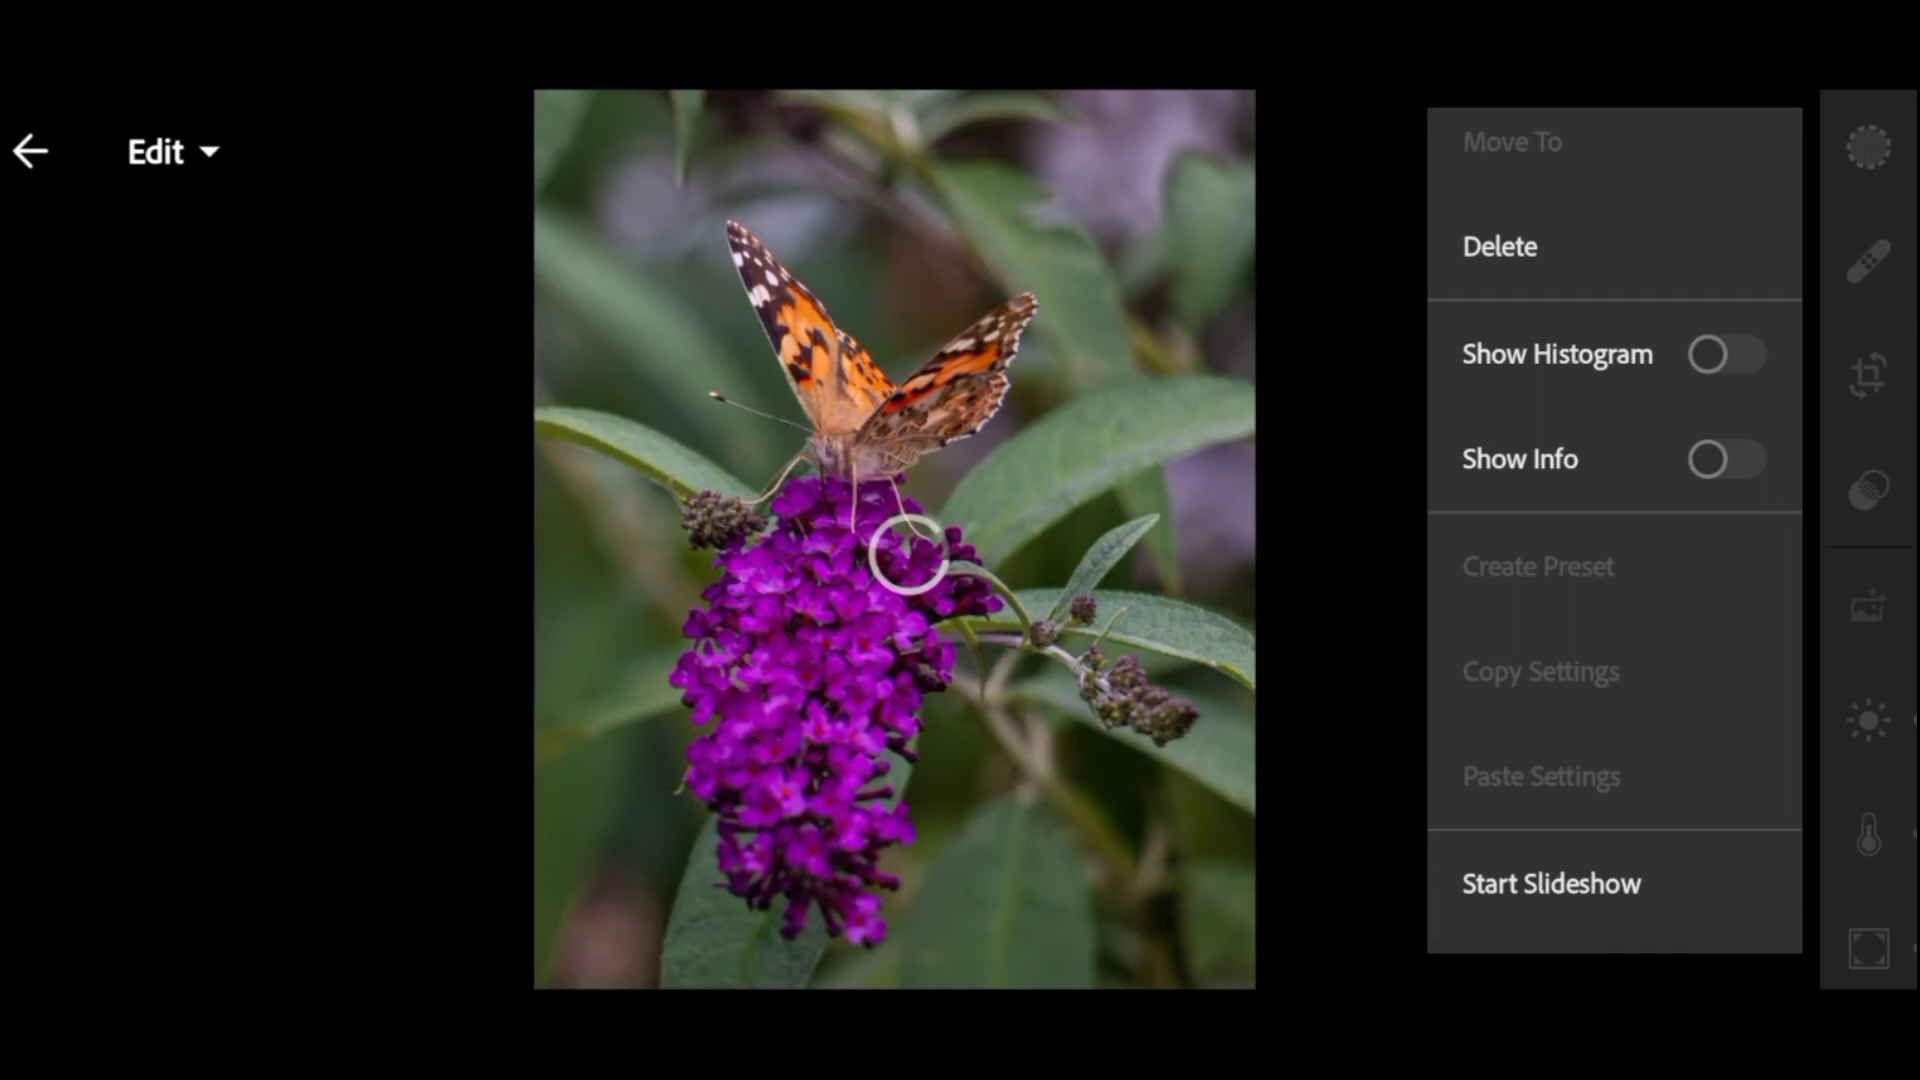 Edit
Move To
Delete
Show Histogram
Show Info
Create Preset
Copy Settings
Paste Settings
Start Slideshow